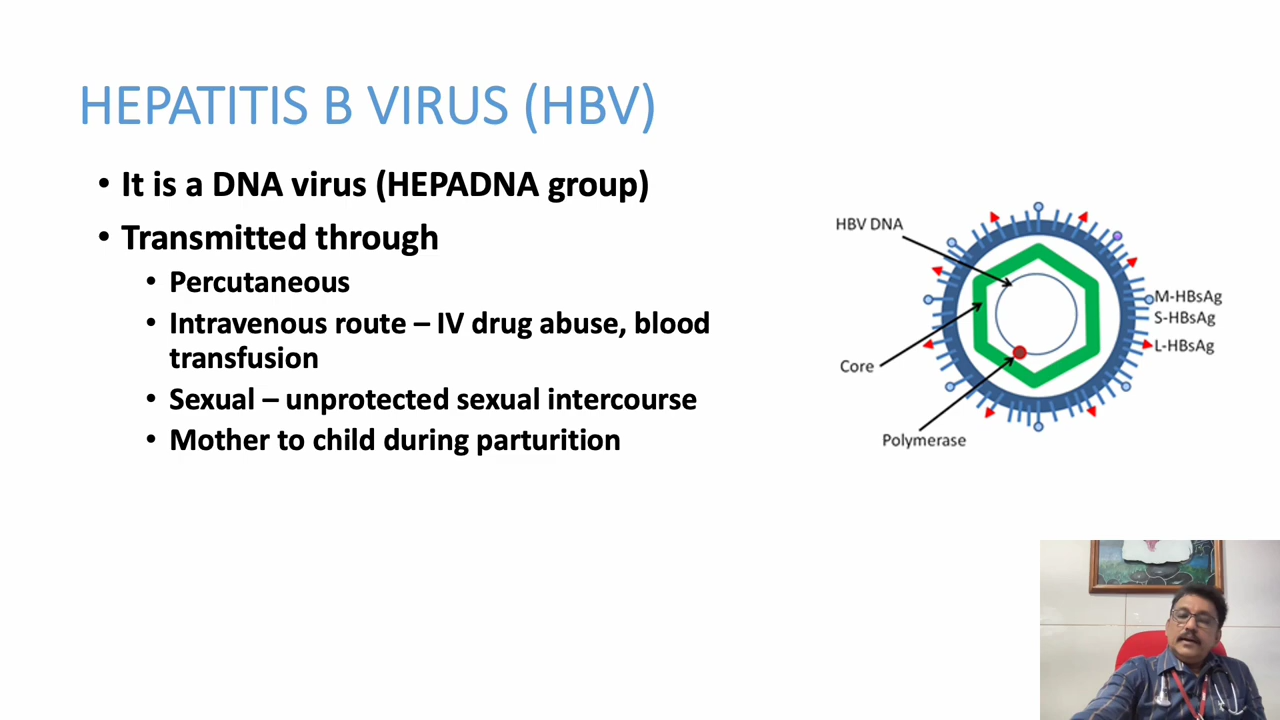 HEPATITIS B VIRUS (HBV)
• It is a DNA virus (HEPADNA group)
• Transmitted through
• Percutaneous
• Intravenous route – IV drug abuse, blood
transfusion
• Sexual – unprotected sexual intercourse
• Mother to child during parturition
HBV DNA
M-HBsAg
S-HBsAg
L-HBsAg
Core
Polymerase